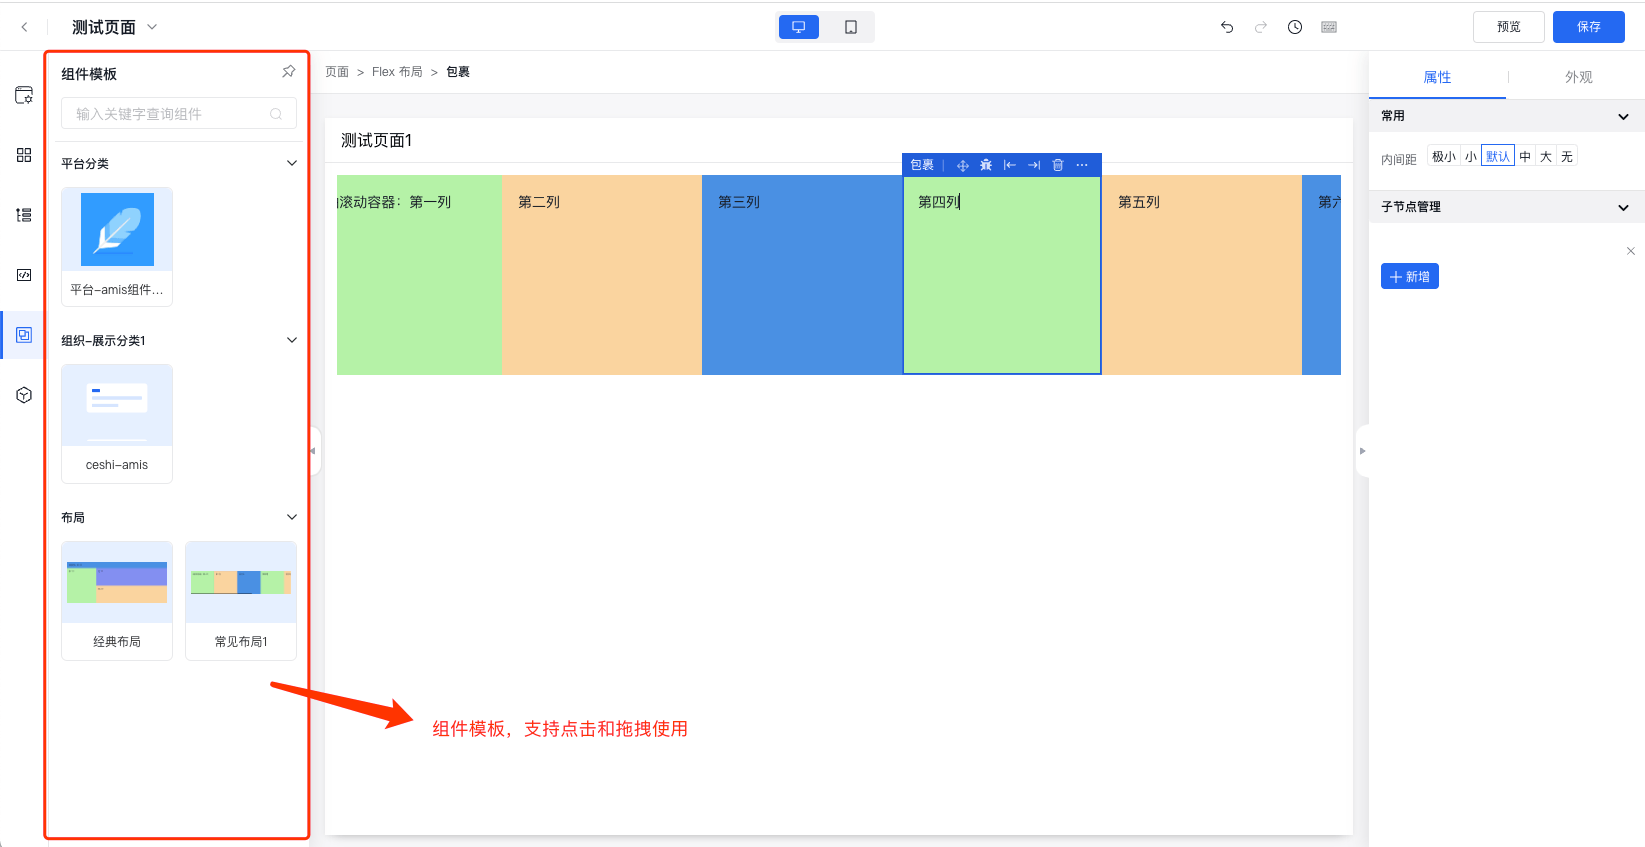 测试页面
预览
保存
组件模板
输入关键字查询组件
平台分类
平台-amis组件...
组织-展示分类1
ceshi-amis
布局
经典布局
常见布局1
页面 > Flex 布局 > 包裹
测试页面1
包裹
滚动容器：第一列
第二列
第三列
第四列
第五列
第六
组件模板，支持点击和拖拽使用
属性
外观
常用
内间距 极小 小 默认 中 大 无
子节点管理
新增